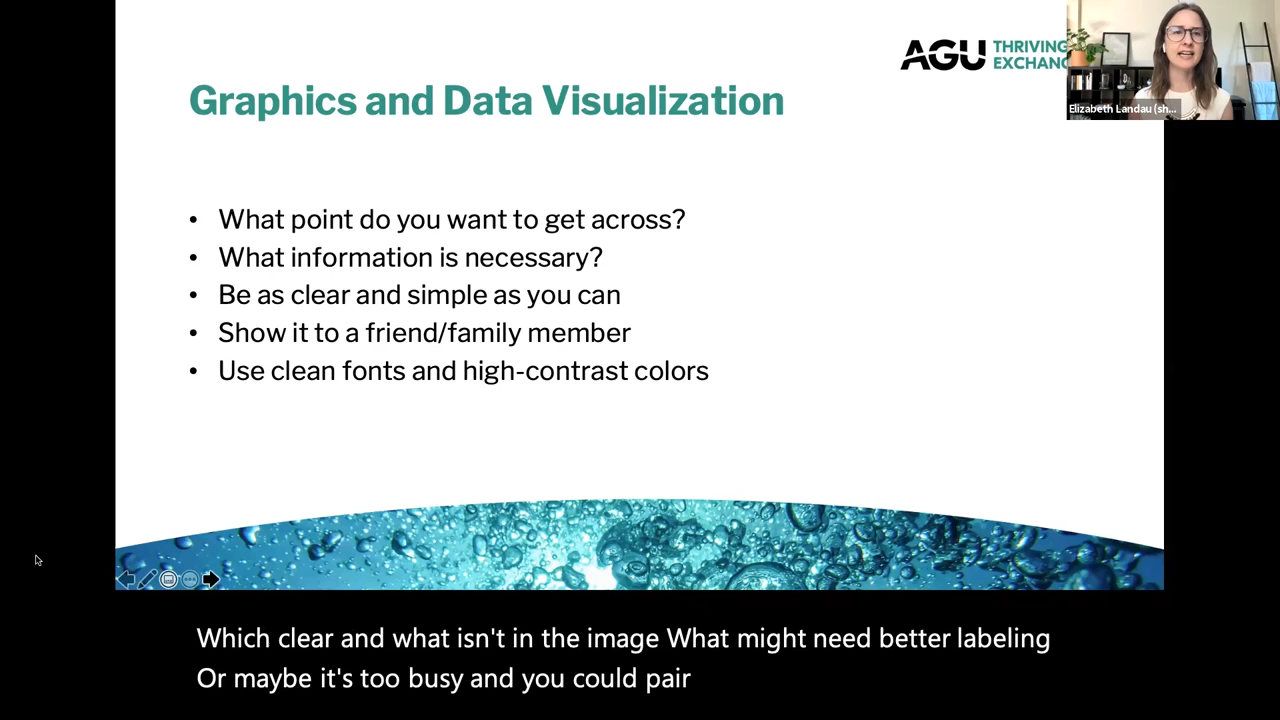 AGU THRIVING
EXCHANG
Elizabeth Landau (sh...
Graphics and Data Visualization
• What point do you want to get across?
• What information is necessary?
• Be as clear and simple as you can
• Show it to a friend/family member
• Use clean fonts and high-contrast colors
Which clear and what isn't in the image What might need better labeling
Or maybe it's too busy and you could pair